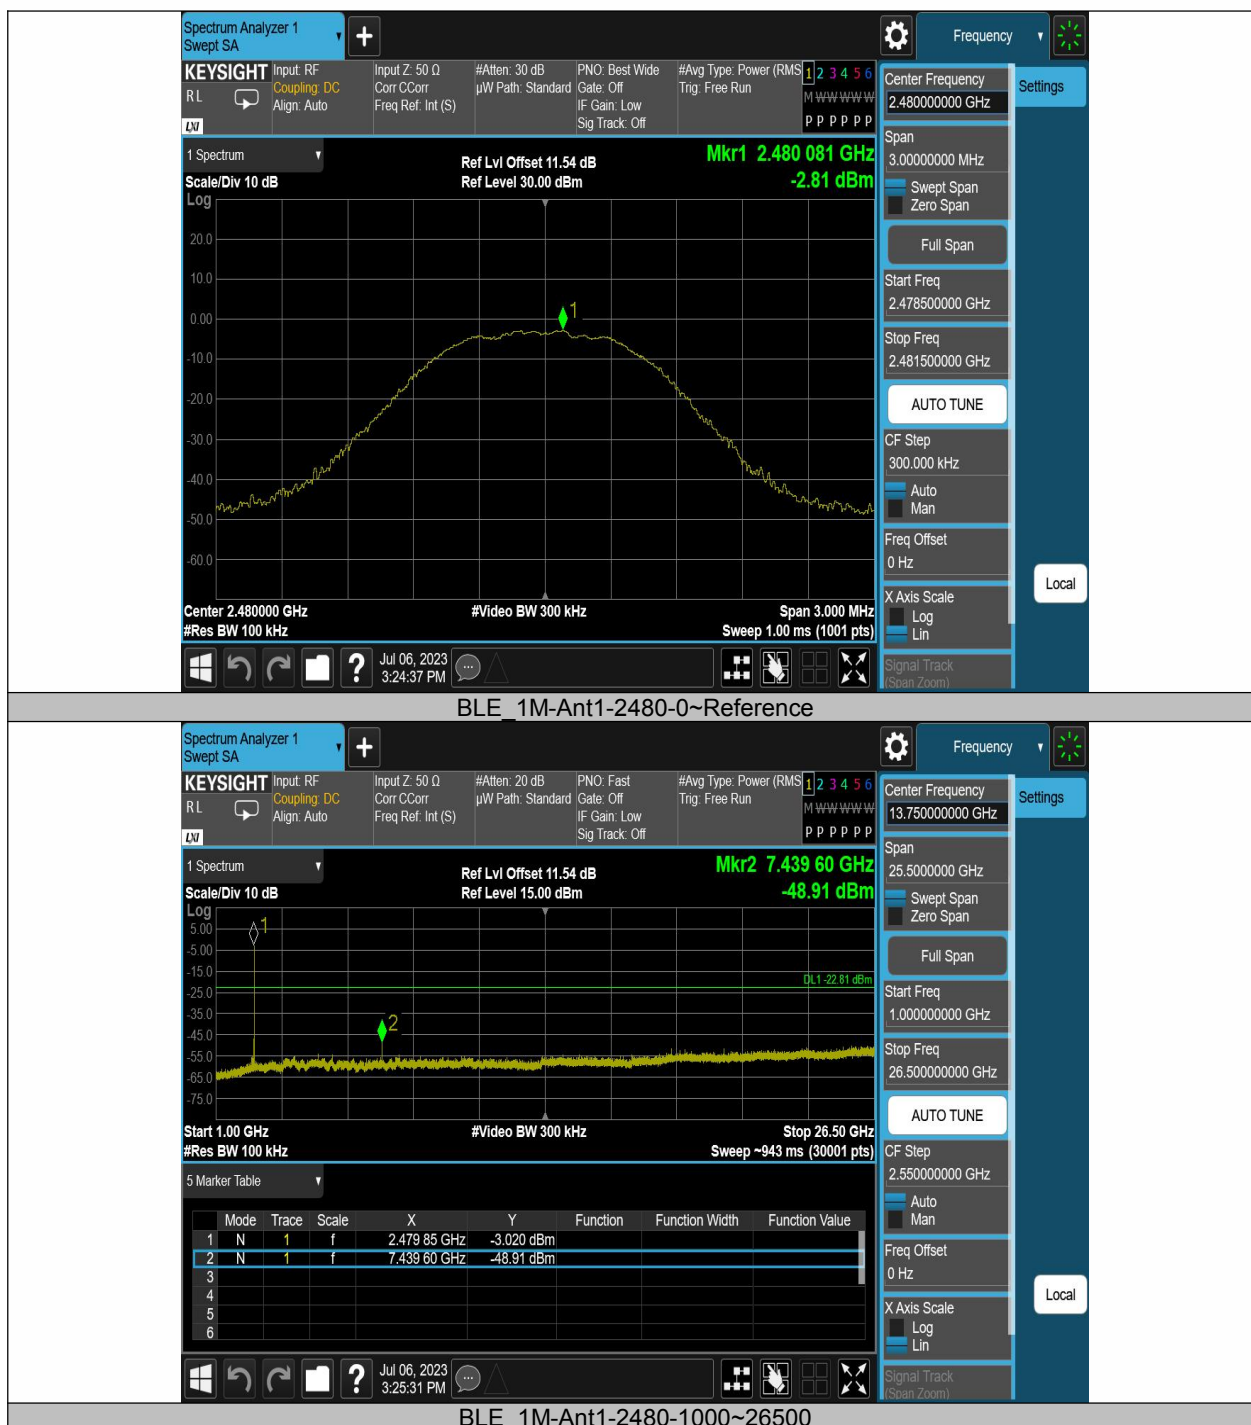 Spectrum Analyzer 1
Swept SA
Frequency
KEYSIGHT
RL
LXI
Input: RF
Coupling: DC
Align: Auto
Input Z: 50 Ω
Corr CCorr
Freq Ref: Int (S)
#Atten: 30 dB
µW Path: Standard
PNO: Best Wide
Gate: Off
IF Gain: Low
Sig Track: Off
#Avg Type: Power (RMS
Trig: Free Run
1 2 3 4 5 6
M W W W W W
P P P P P P
Center Frequency
2.480000000 GHz
Settings
Span
3.00000000 MHz
Swept Span
Zero Span
Full Span
Start Freq
2.478500000 GHz
Stop Freq
2.481500000 GHz
AUTO TUNE
CF Step
300.000 kHz
Auto
Man
Freq Offset
0 Hz
X Axis Scale
Log
Lin
Signal Track
(Span Zoom)
Local
1 Spectrum
Scale/Div 10 dB
Log
Ref Lvl Offset 11.54 dB
Ref Level 30.00 dBm
Mkr1 2.480 081 GHz
-2.81 dBm
20.0
10.0
0.00
-10.0
-20.0
-30.0
-40.0
-50.0
-60.0
1
Center 2.480000 GHz
#Res BW 100 kHz
#Video BW 300 kHz
Span 3.000 MHz
Sweep 1.00 ms (1001 pts)
?
Jul 06, 2023
3:24:37 PM
BLE_1M-Ant1-2480-0~Reference
Spectrum Analyzer 1
Swept SA
Frequency
KEYSIGHT
RL
LXI
Input: RF
Coupling: DC
Align: Auto
Input Z: 50 Ω
Corr CCorr
Freq Ref: Int (S)
#Atten: 20 dB
µW Path: Standard
PNO: Fast
Gate: Off
IF Gain: Low
Sig Track: Off
#Avg Type: Power (RMS
Trig: Free Run
1 2 3 4 5 6
M W W W W W
P P P P P P
Center Frequency
13.750000000 GHz
Settings
Span
25.5000000 GHz
Swept Span
Zero Span
Full Span
Start Freq
1.000000000 GHz
Stop Freq
26.500000000 GHz
AUTO TUNE
CF Step
2.550000000 GHz
Auto
Man
Freq Offset
0 Hz
X Axis Scale
Log
Lin
Signal Track
(Span Zoom)
Local
1 Spectrum
Scale/Div 10 dB
Log
Ref Lvl Offset 11.54 dB
Ref Level 15.00 dBm
Mkr2 7.439 60 GHz
-48.91 dBm
5.00
-5.00
-15.0
-25.0
-35.0
-45.0
-55.0
-65.0
-75.0
1
2
DL1 -22.81 dBm
Start 1.00 GHz
#Res BW 100 kHz
#Video BW 300 kHz
Stop 26.50 GHz
Sweep ~943 ms (30001 pts)
5 Marker Table
Mode Trace Scale X Y Function Function Width Function Value
1 N 1 f 2.479 85 GHz -3.020 dBm
2 N 1 f 7.439 60 GHz -48.91 dBm
3
4
5
6
?
Jul 06, 2023
3:25:31 PM
BLE_1M-Ant1-2480-1000~26500